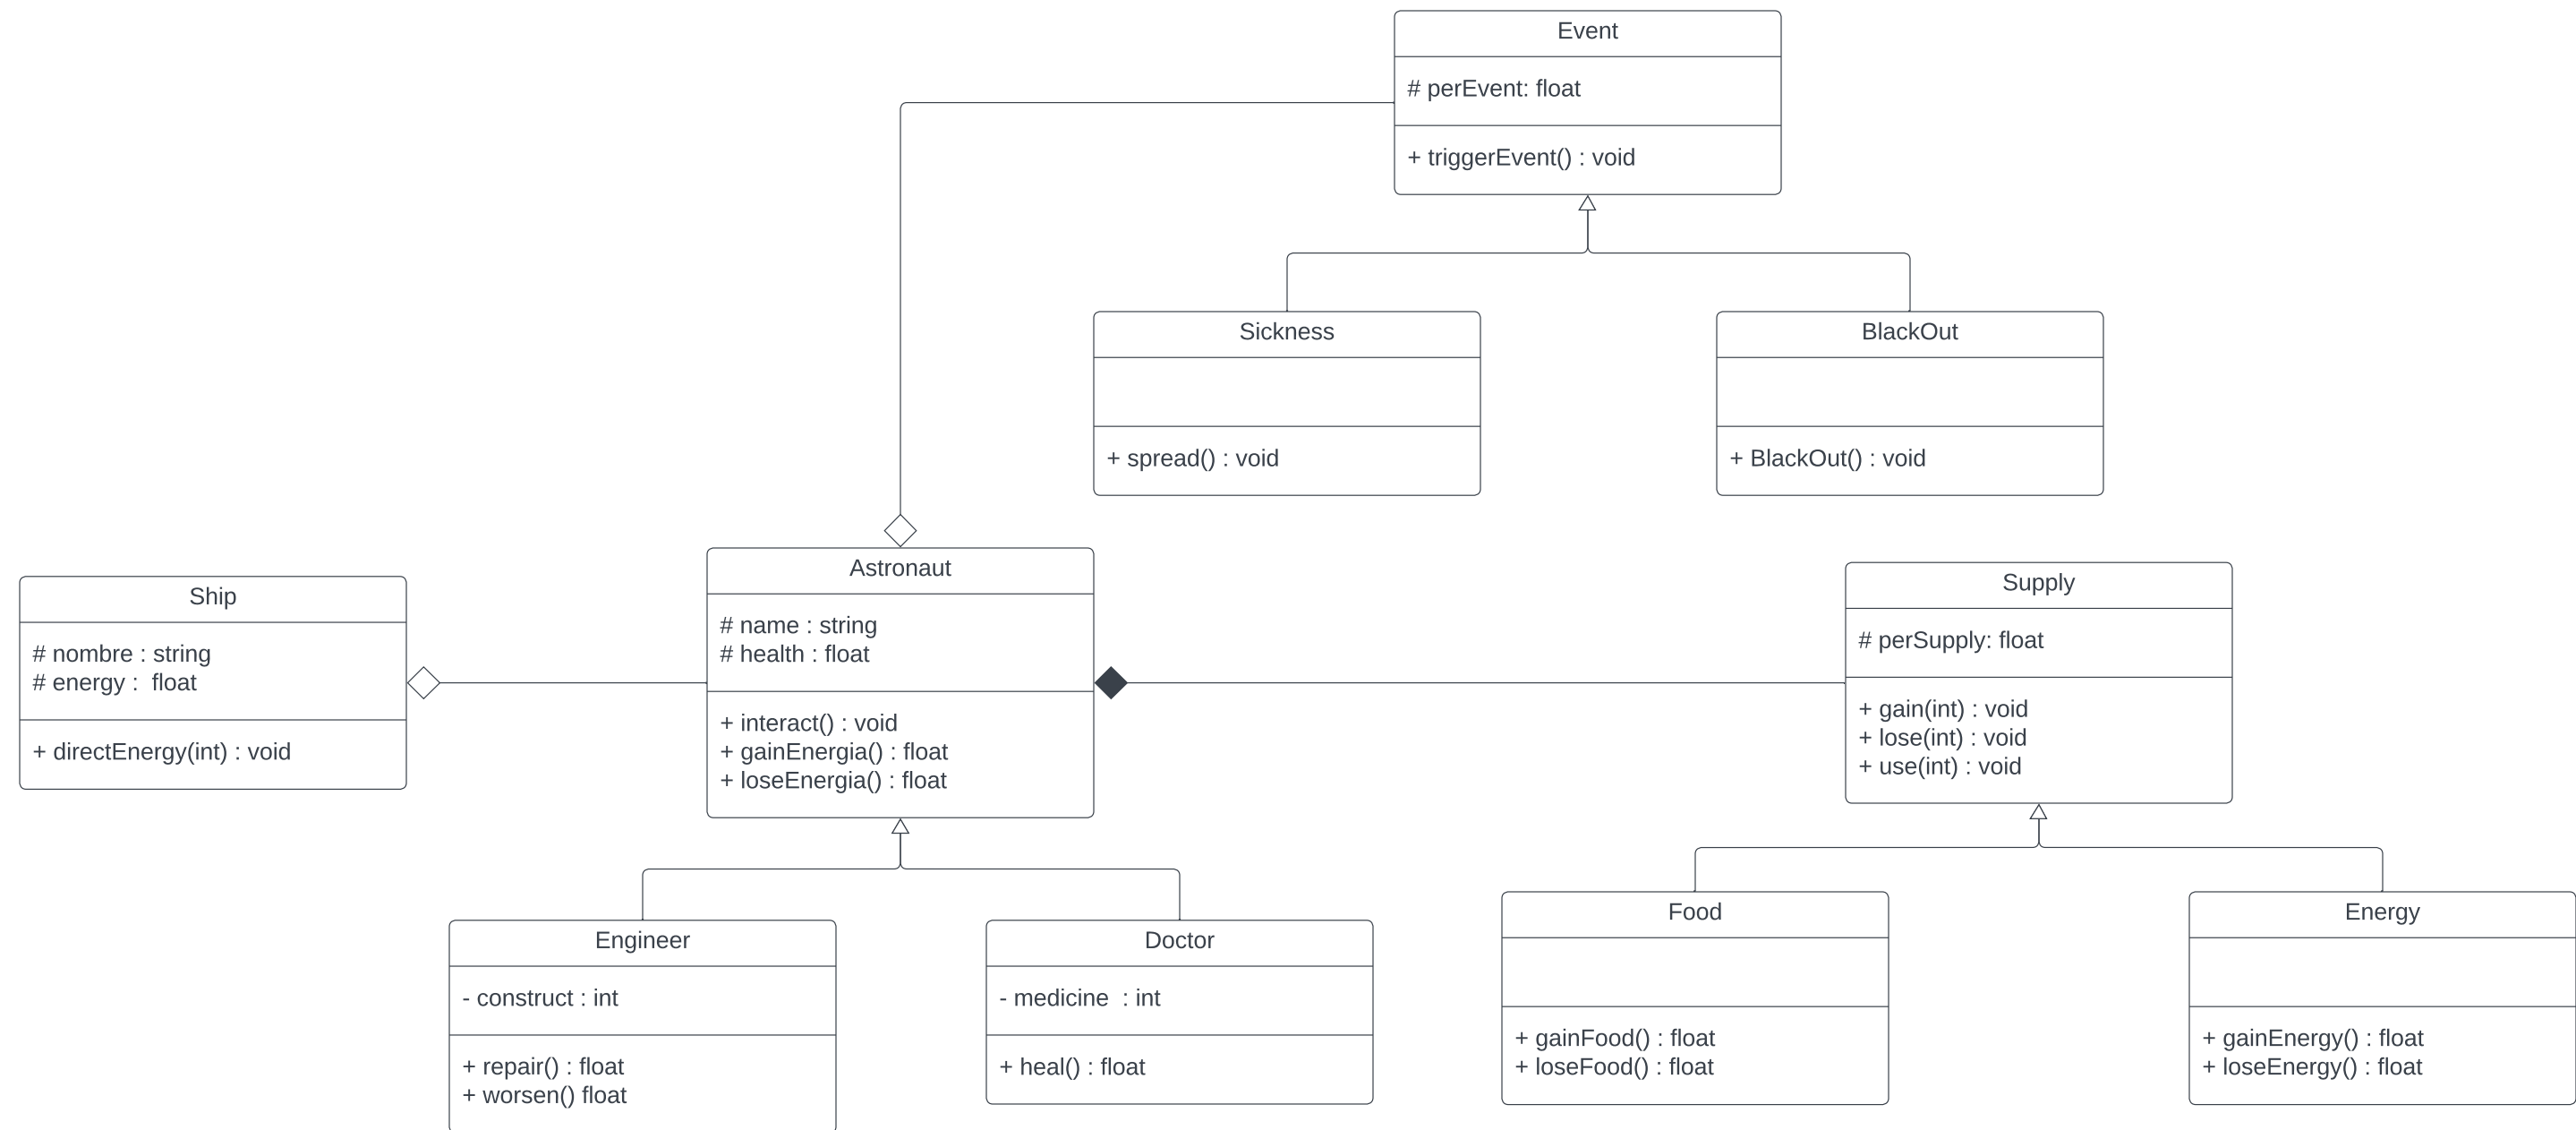 Event
# perEvent: float
+ triggerEvent() : void
Sickness
+ spread() : void
BlackOut
+ BlackOut() : void
Ship
# nombre : string
# energy :  float
+ directEnergy(int) : void
Astronaut
# name : string
# health : float
+ interact() : void
+ gainEnergia() : float
+ loseEnergia() : float
Supply
# perSupply: float
+ gain(int) : void
+ lose(int) : void
+ use(int) : void
Engineer
- construct : int
+ repair() : float
+ worsen() float
Doctor
- medicine  : int
+ heal() : float
Food
+ gainFood() : float
+ loseFood() : float
Energy
+ gainEnergy() : float
+ loseEnergy() : float